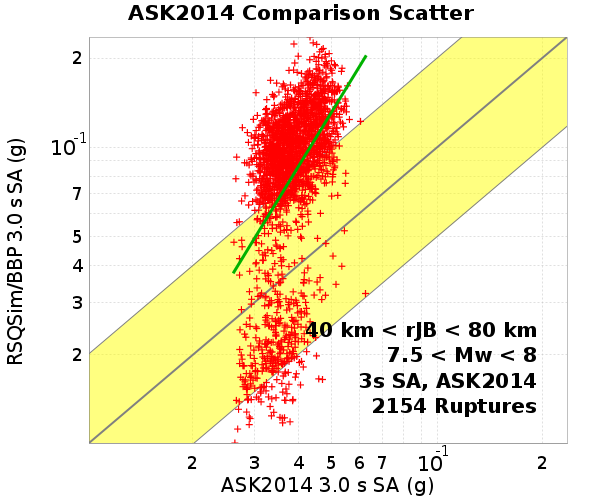 ASK2014 Comparison Scatter
RSQSim/BBP 3.0 s SA (g)
2
10-1
7
5
4
3
2
40 km < rJB < 80 km
7.5 < Mw < 8
3s SA, ASK2014
2154 Ruptures
2 3 4 5 6 7 10-1 2
ASK2014 3.0 s SA (g)